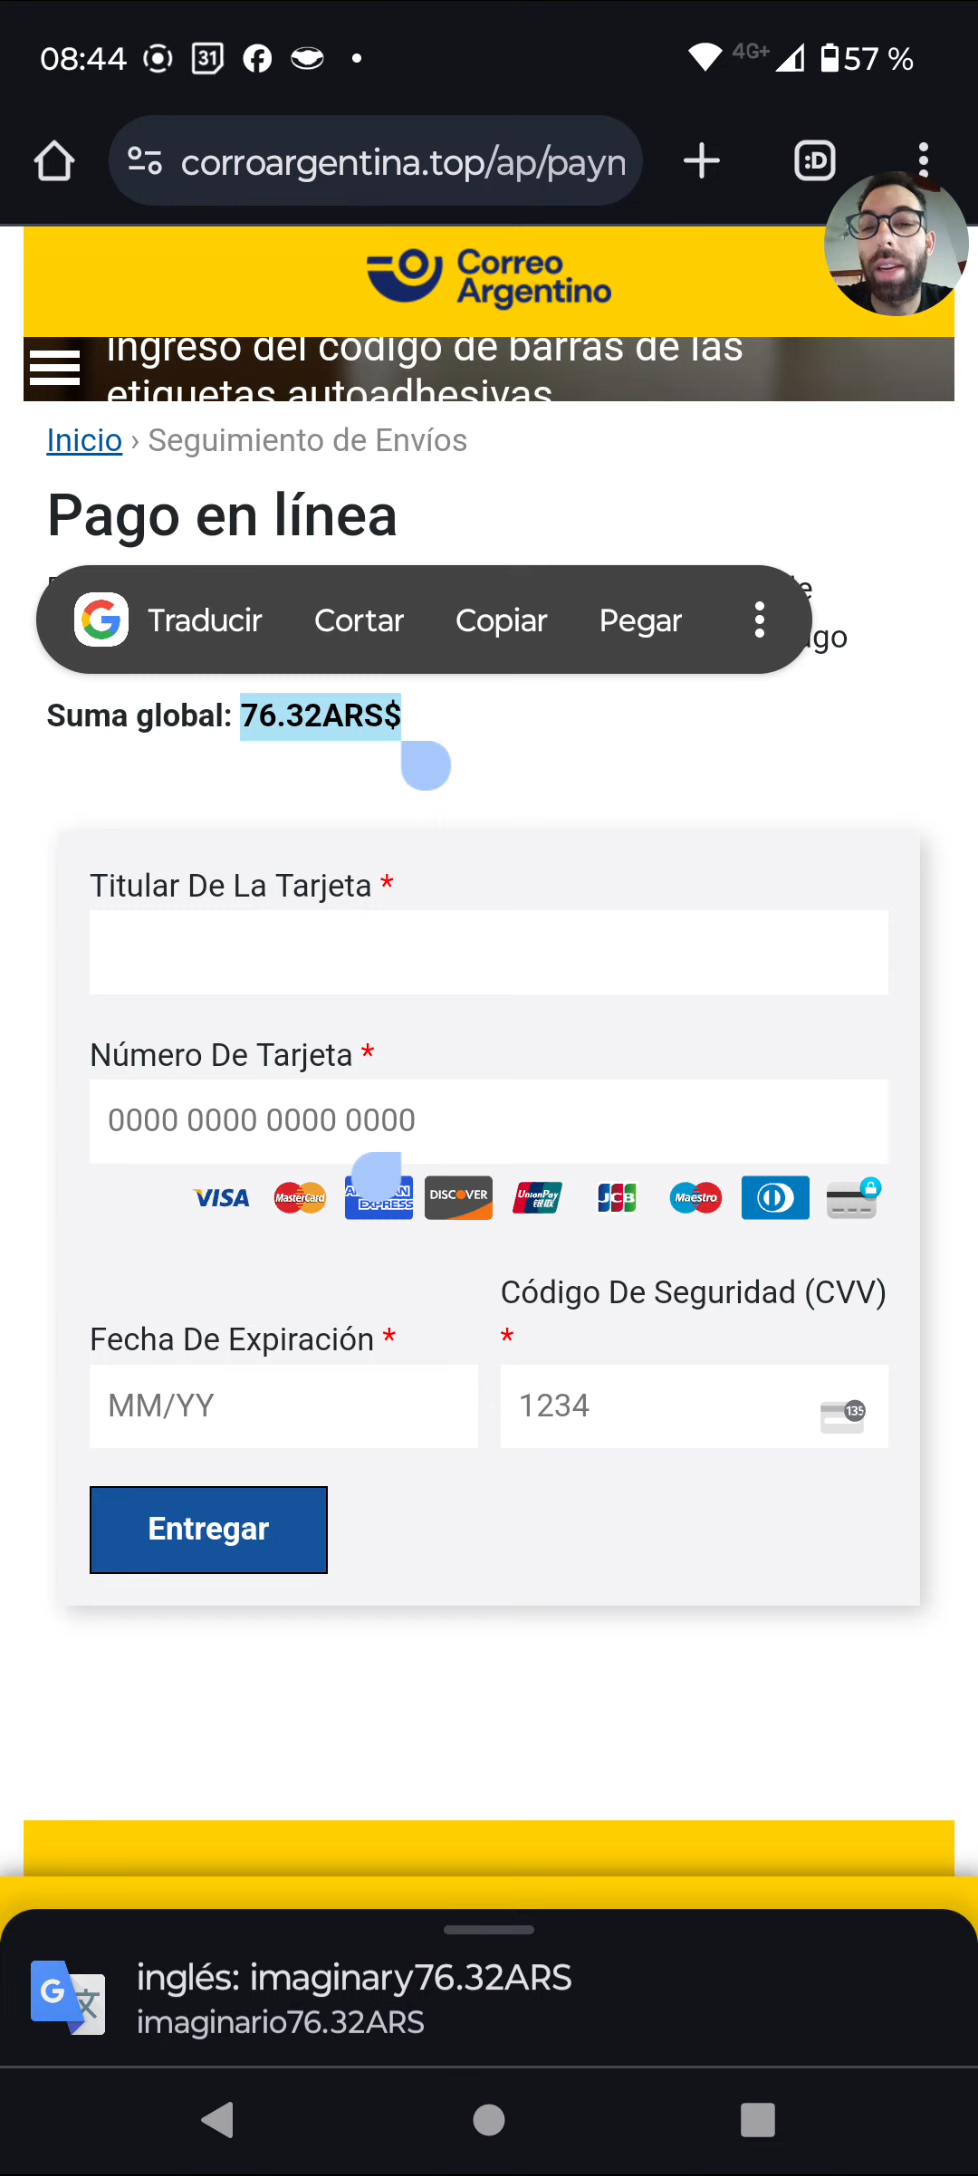 08:44
31
4G+
57 %
corroargentina.top/ap/payn
:D
Correo
Argentino
Ingreso del código de barras de las
etiquetas autoadhesivas
Inicio › Seguimiento de Envíos
Pago en línea
Traducir Cortar Copiar Pegar
Suma global: 76.32ARS$
Titular De La Tarjeta *
Número De Tarjeta *
0000 0000 0000 0000
VISA MasterCard EXPRESS DISCOVER UnionPay JCB Maestro
Código De Seguridad (CVV)
Fecha De Expiración * *
MM/YY 1234 135
Entregar
inglés: imaginary76.32ARS
imaginario76.32ARS